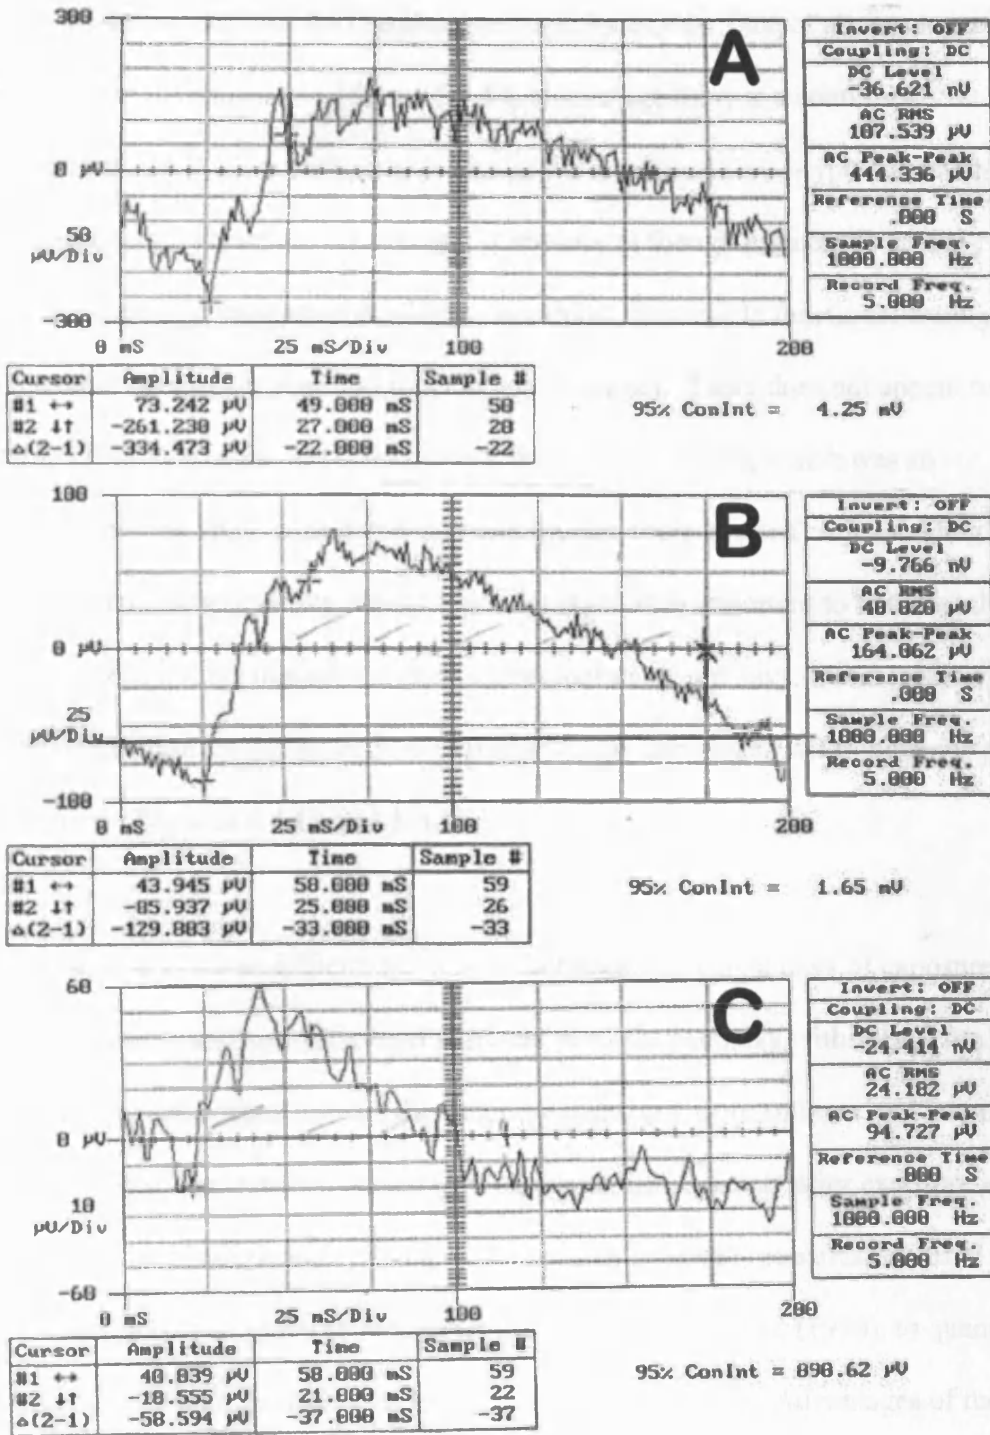 300
0 µV
50
µV/Div
-300
0 mS
25 mS/Div
100
200
A
Invert: OFF
Coupling: DC
DC Level
-36.621 nV
AC RMS
107.539 µV
AC Peak-Peak
444.336 µV
Reference Time
.000 S
Sample Freq.
1000.000 Hz
Record Freq.
5.000 Hz
Cursor Amplitude Time Sample #
#1 ↔ 73.242 µV 49.000 mS 50
#2 ↓↑ -261.230 µV 27.000 mS 28
△(2-1) -334.473 µV -22.000 mS -22
95% ConInt = 4.25 mV
100
0 µV
25
µV/Div
-100
0 mS
25 mS/Div
100
200
B
Invert: OFF
Coupling: DC
DC Level
-9.766 nV
AC RMS
48.828 µV
AC Peak-Peak
164.062 µV
Reference Time
.000 S
Sample Freq.
1000.000 Hz
Record Freq.
5.000 Hz
Cursor Amplitude Time Sample #
#1 ↔ 43.945 µV 58.000 mS 59
#2 ↓↑ -85.937 µV 25.000 mS 26
△(2-1) -129.883 µV -33.000 mS -33
95% ConInt = 1.65 mV
60
0 µV
10
µV/Div
-60
0 mS
25 mS/Div
100
200
C
Invert: OFF
Coupling: DC
DC Level
-24.414 nV
AC RMS
24.182 µV
AC Peak-Peak
94.727 µV
Reference Time
.000 S
Sample Freq.
1000.000 Hz
Record Freq.
5.000 Hz
Cursor Amplitude Time Sample #
#1 ↔ 40.039 µV 58.000 mS 59
#2 ↓↑ -18.555 µV 21.000 mS 22
△(2-1) -58.594 µV -37.000 mS -37
95% ConInt = 890.62 µV